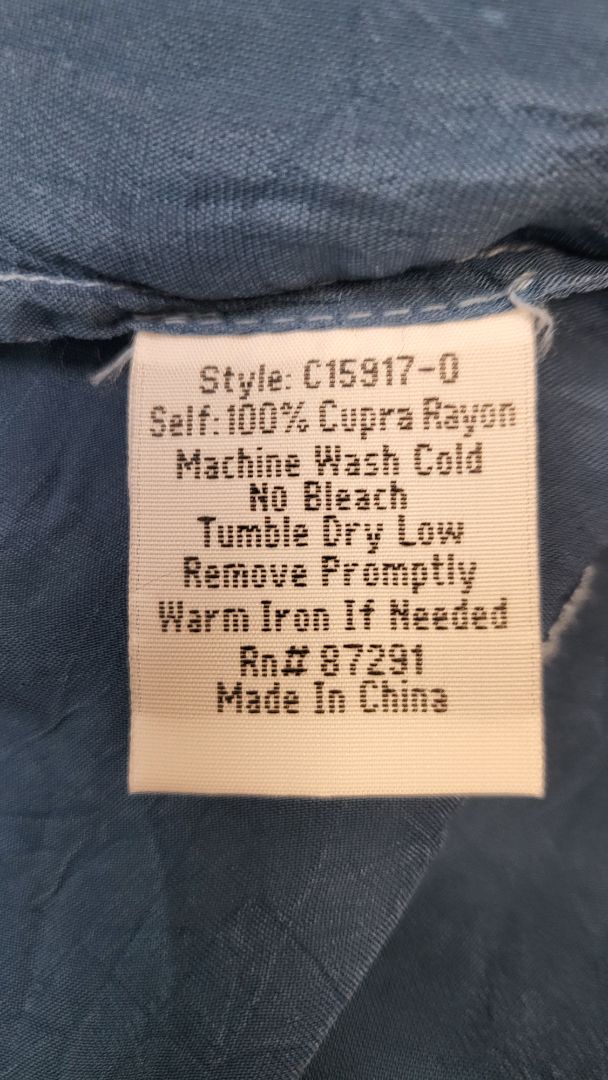 Style: C15917-0
Self: 100% Cupra Rayon
Machine Wash Cold
No Bleach
Tumble Dry Low
Remove Promptly
Warm Iron If Needed
Rn# 87291
Made In China